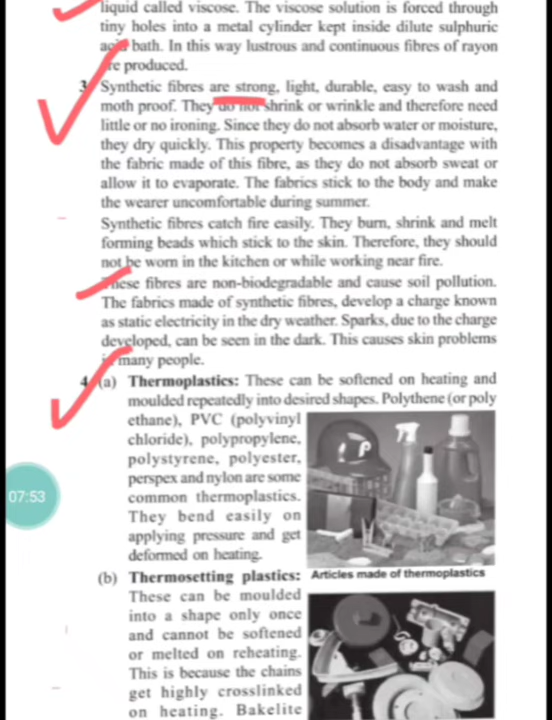 liquid called viscose. The viscose solution is forced through
tiny holes into a metal cylinder kept inside dilute sulphuric
acid bath. In this way lustrous and continuous fibres of rayon
are produced.
3 Synthetic fibres are strong, light, durable, easy to wash and
moth proof. They do not shrink or wrinkle and therefore need
little or no ironing. Since they do not absorb water or moisture,
they dry quickly. This property becomes a disadvantage with
the fabric made of this fibre, as they do not absorb sweat or
allow it to evaporate. The fabrics stick to the body and make
the wearer uncomfortable during summer.
Synthetic fibres catch fire easily. They burn, shrink and melt
forming beads which stick to the skin. Therefore, they should
not be worn in the kitchen or while working near fire.
These fibres are non-biodegradable and cause soil pollution.
The fabrics made of synthetic fibres, develop a charge known
as static electricity in the dry weather. Sparks, due to the charge
developed, can be seen in the dark. This causes skin problems
in many people.
4 (a) Thermoplastics: These can be softened on heating and
moulded repeatedly into desired shapes. Polythene (or poly
ethane), PVC (polyvinyl
chloride), polypropylene,
polystyrene, polyester,
perspex and nylon are some
common thermoplastics.
They bend easily on
applying pressure and get
deformed on heating.
Articles made of thermoplastics
(b) Thermosetting plastics:
These can be moulded
into a shape only once
and cannot be softened
or melted on reheating.
This is because the chains
get highly crosslinked
on heating. Bakelite
07:53